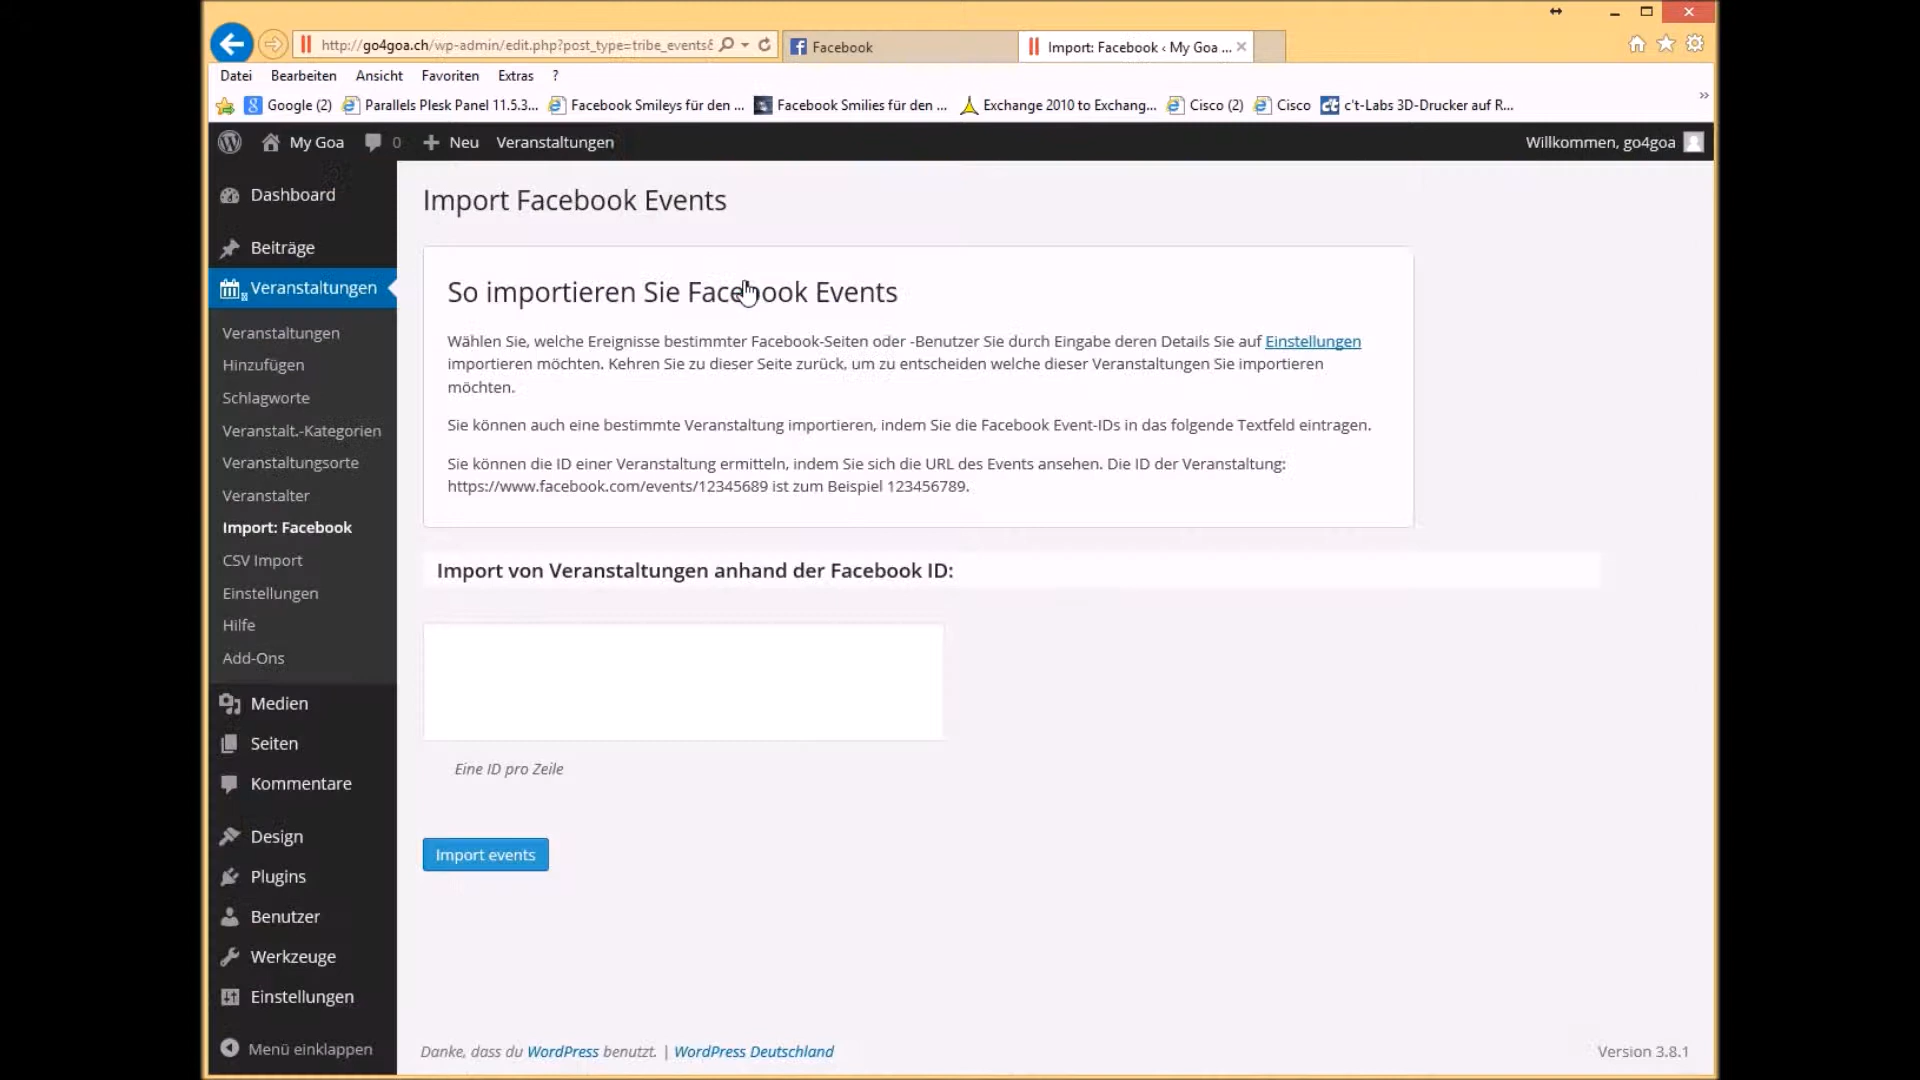 http://go4goa.ch/wp-admin/edit.php?post_type=tribe_events&
Facebook
Import: Facebook ‹ My Goa ...
Datei Bearbeiten Ansicht Favoriten Extras ?
Google (2) Parallels Plesk Panel 11.5.3... Facebook Smileys für den ... Facebook Smilies für den ... Exchange 2010 to Exchang... Cisco (2) Cisco c't-Labs 3D-Drucker auf R... »
My Goa 0 Neu Veranstaltungen Willkommen, go4goa
Dashboard
Beiträge
Veranstaltungen
Veranstaltungen
Hinzufügen
Schlagworte
Veranstalt.-Kategorien
Veranstaltungsorte
Veranstalter
Import: Facebook
CSV Import
Einstellungen
Hilfe
Add-Ons
Medien
Seiten
Kommentare
Design
Plugins
Benutzer
Werkzeuge
Einstellungen
Menü einklappen
Import Facebook Events
So importieren Sie Facebook Events
Wählen Sie, welche Ereignisse bestimmter Facebook-Seiten oder -Benutzer Sie durch Eingabe deren Details Sie auf Einstellungen
importieren möchten. Kehren Sie zu dieser Seite zurück, um zu entscheiden welche dieser Veranstaltungen Sie importieren
möchten.
Sie können auch eine bestimmte Veranstaltung importieren, indem Sie die Facebook Event-IDs in das folgende Textfeld eintragen.
Sie können die ID einer Veranstaltung ermitteln, indem Sie sich die URL des Events ansehen. Die ID der Veranstaltung:
https://www.facebook.com/events/12345689 ist zum Beispiel 123456789.
Import von Veranstaltungen anhand der Facebook ID:
Eine ID pro Zeile
Import events
Danke, dass du WordPress benutzt. | WordPress Deutschland
Version 3.8.1